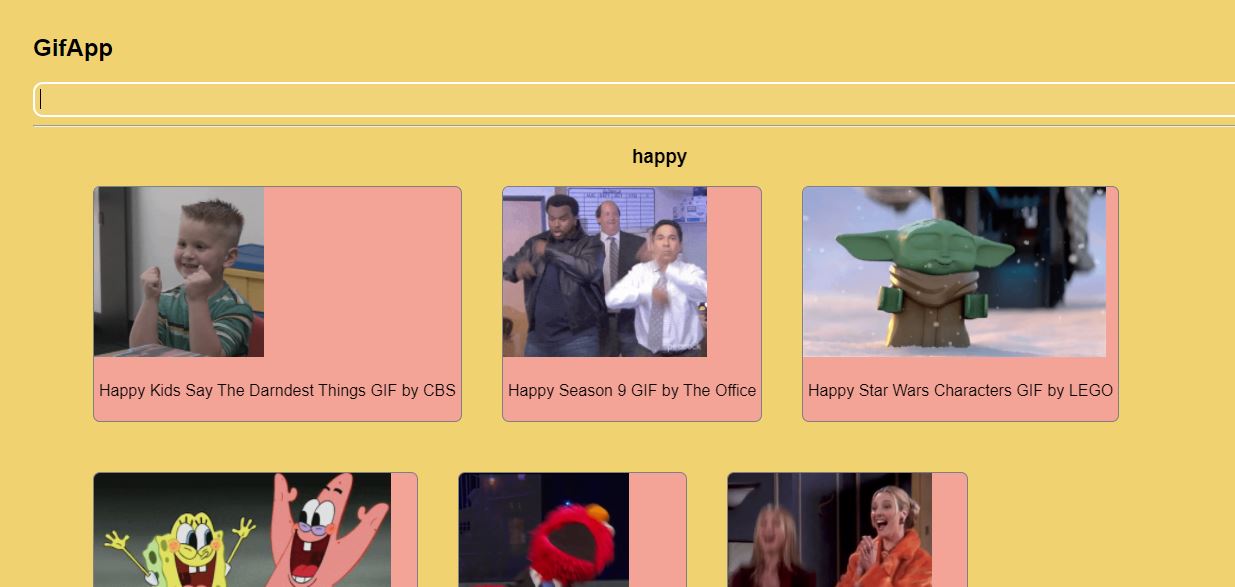 GifApp
happy
Happy Kids Say The Darndest Things GIF by CBS
Happy Season 9 GIF by The Office
Happy Star Wars Characters GIF by LEGO